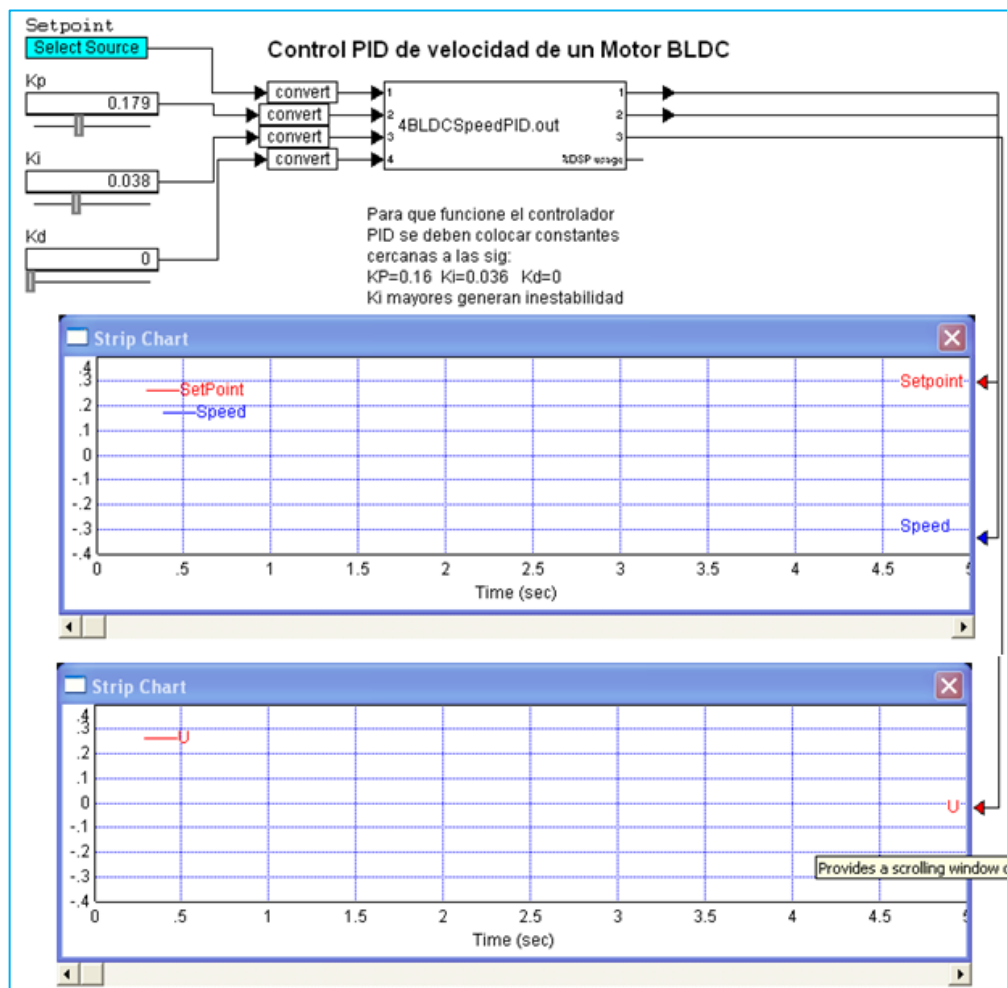 Setpoint
Select Source
Control PID de velocidad de un Motor BLDC
Kp
0.179
Ki
0.038
Kd
0
convert
convert
convert
convert
1
2
3
4
4BLDCSpeedPID.out
1
2
3
%DSP usage
Para que funcione el controlador
PID se deben colocar constantes
cercanas a las sig:
KP=0.16 Ki=0.036 Kd=0
Ki mayores generan inestabilidad
Strip Chart
.4
.3
.2
.1
0
-.1
-.2
-.3
-.4
SetPoint
Speed
Setpoint
Speed
0 .5 1 1.5 2 2.5 3 3.5 4 4.5 5
Time (sec)
Strip Chart
.4
.3
.2
.1
0
-.1
-.2
-.3
-.4
U
U
Provides a scrolling window
0 .5 1 1.5 2 2.5 3 3.5 4 4.5 5
Time (sec)